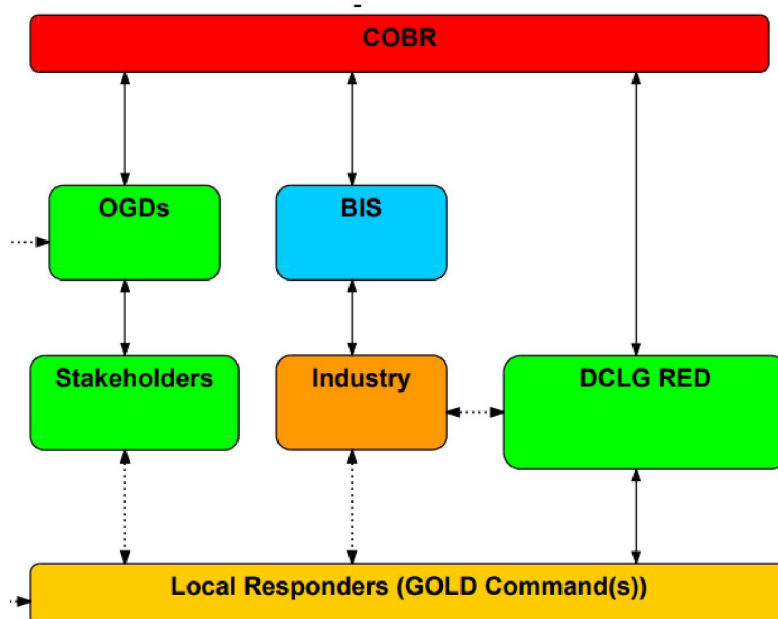 COBR
OGDs
BIS
Stakeholders
Industry
DCLG RED
Local Responders (GOLD Command(s))